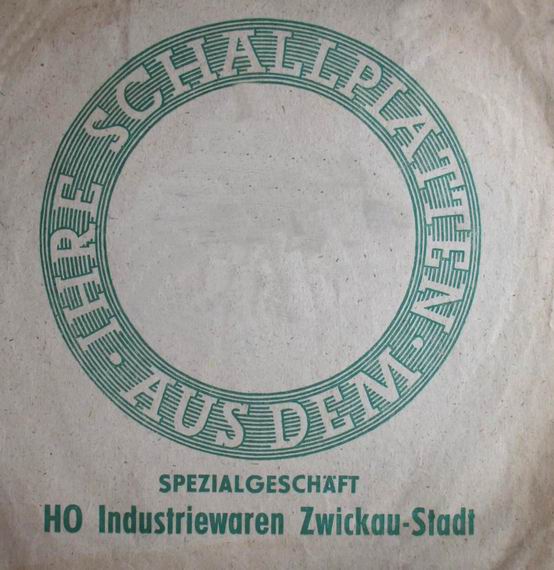 IHRE SCHALLPLATTEN
• AUS DEM •
SPEZIALGESCHÄFT
HO Industriewaren Zwickau-Stadt